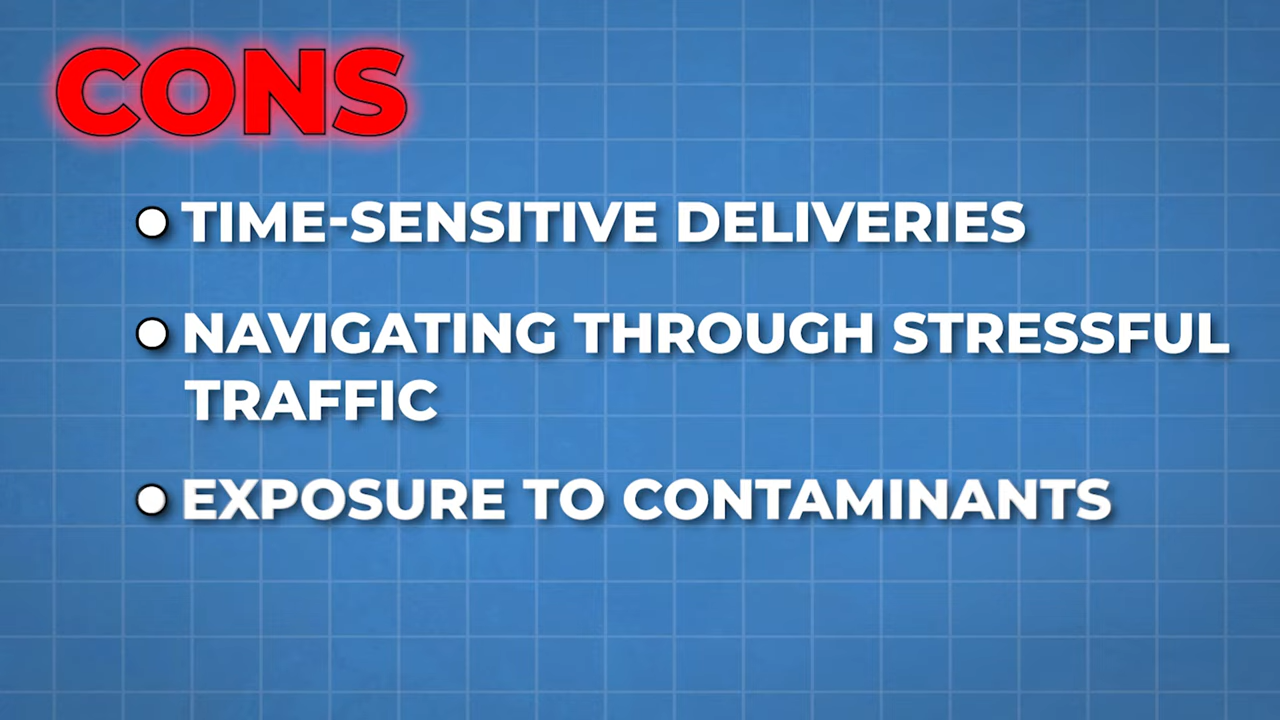 CONS
TIME-SENSITIVE DELIVERIES
NAVIGATING THROUGH STRESSFUL
TRAFFIC
EXPOSURE TO CONTAMINANTS